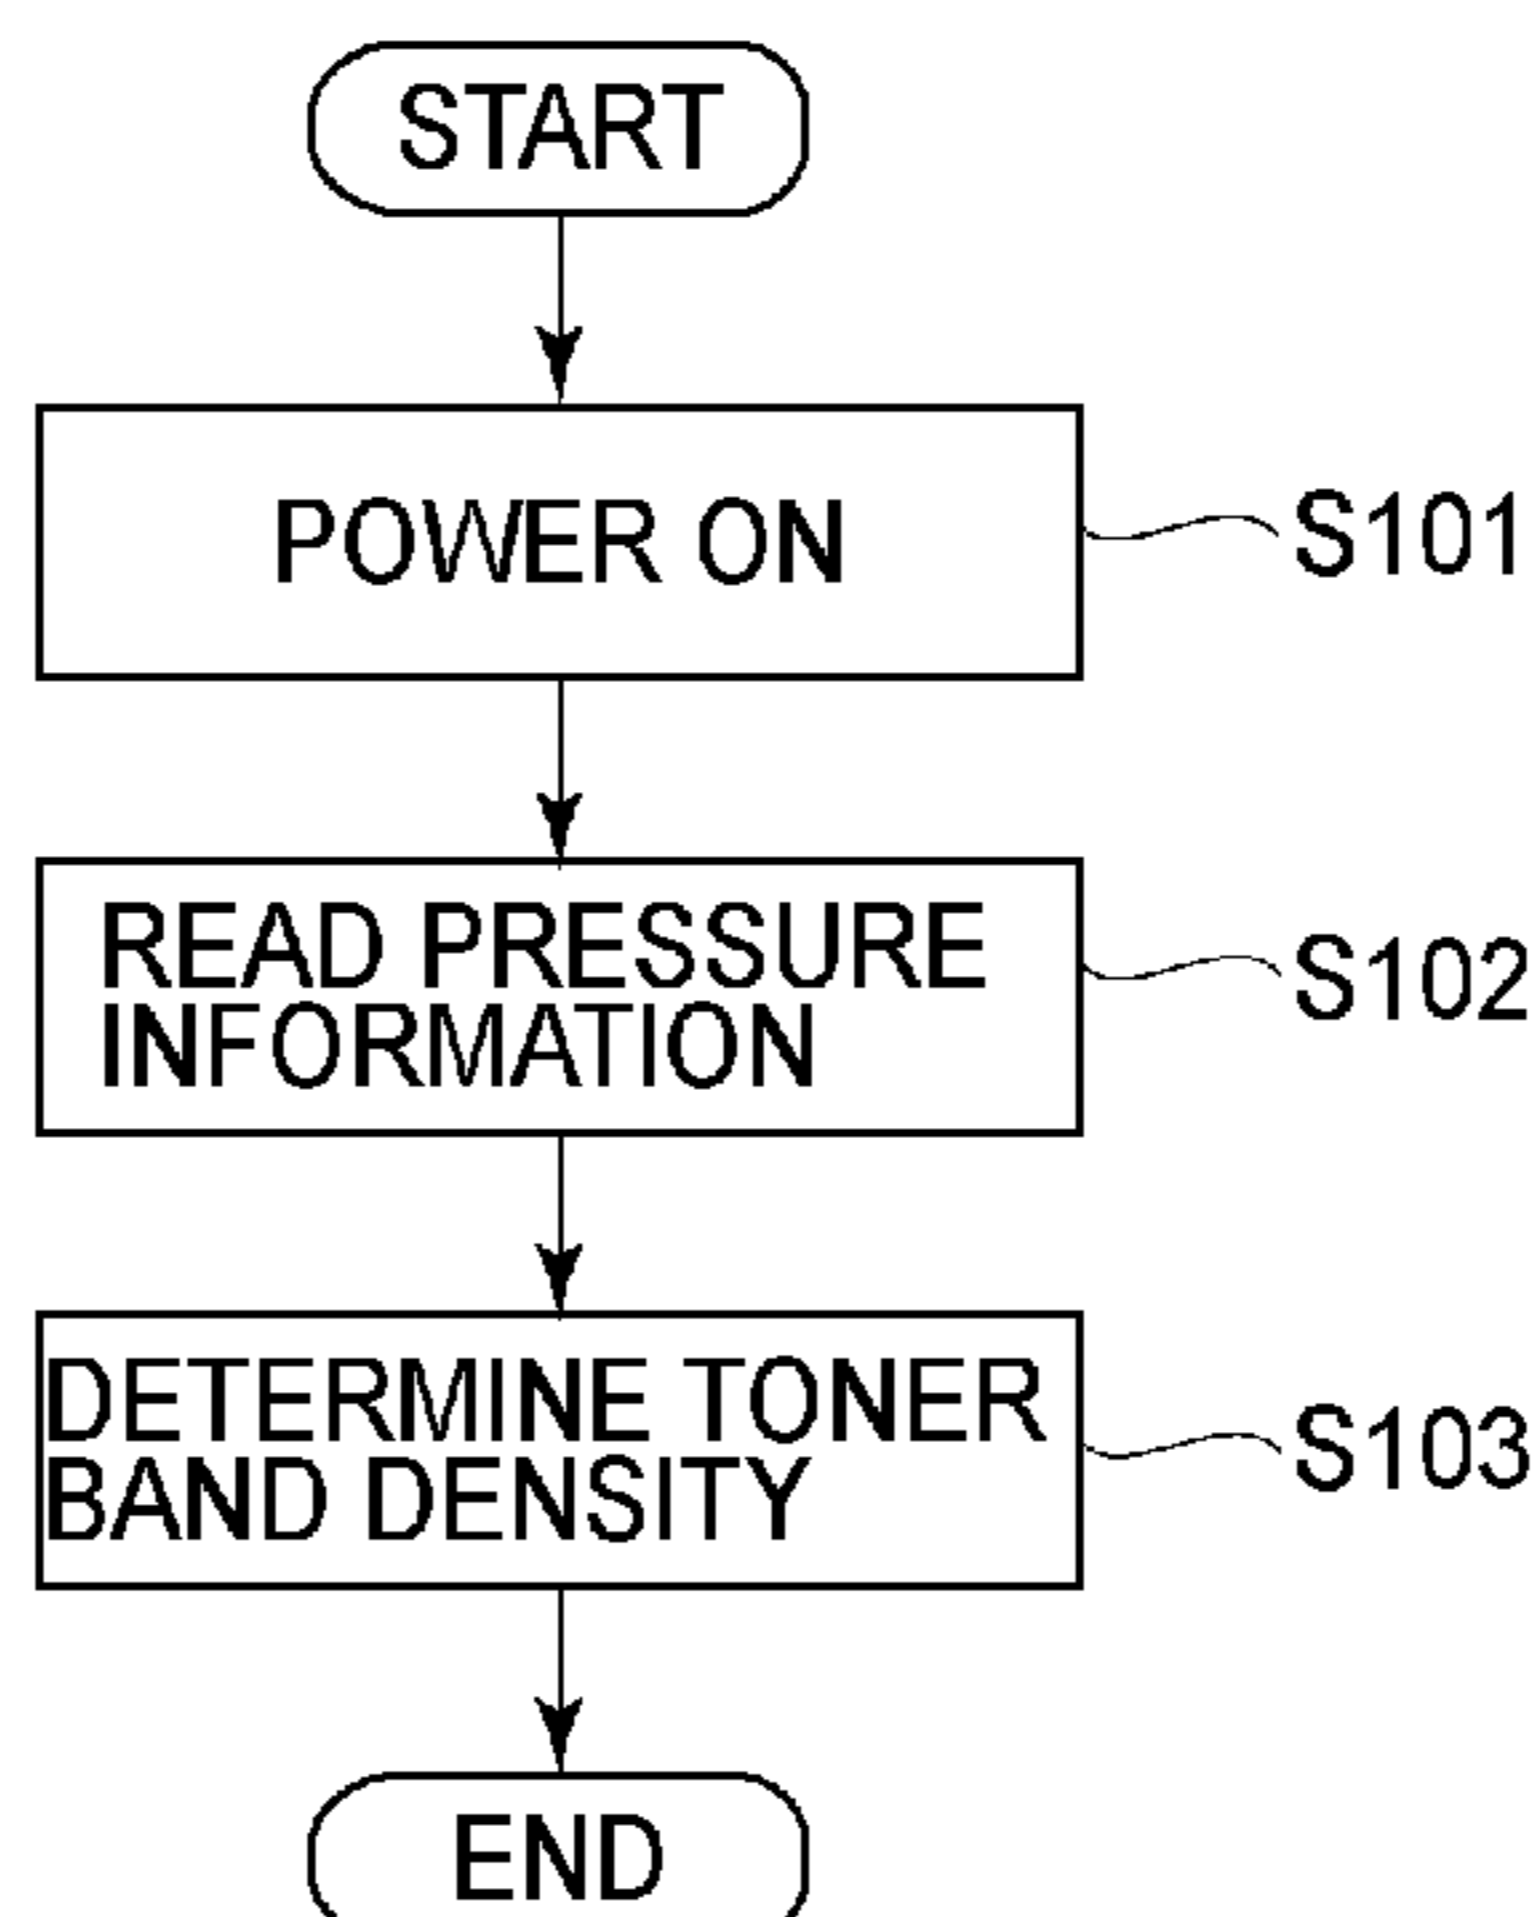 START
POWER ON
S101
READ PRESSURE
INFORMATION
S102
DETERMINE TONER
BAND DENSITY
S103
END